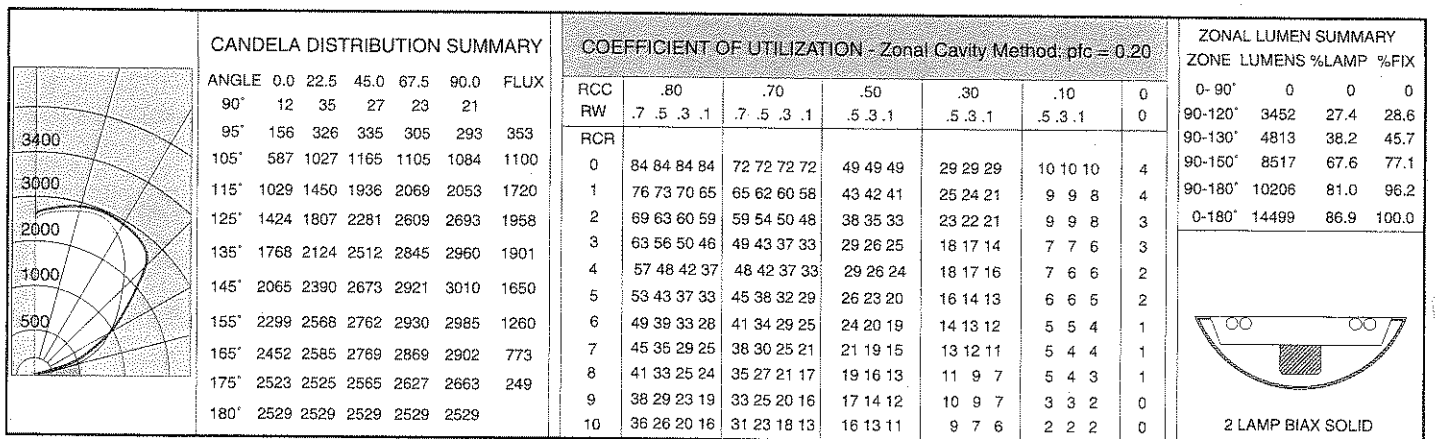 3400
3000
2000
1000
500
CANDELA DISTRIBUTION SUMMARY
ANGLE 0.0 22.5 45.0 67.5 90.0 FLUX
90° 12 35 27 23 21
95° 156 326 335 305 293 353
105° 587 1027 1165 1105 1084 1100
115° 1029 1450 1936 2069 2053 1720
125° 1424 1807 2281 2609 2693 1958
135° 1768 2124 2512 2845 2960 1901
145° 2065 2390 2673 2921 3010 1650
155° 2299 2568 2762 2930 2985 1260
165° 2452 2585 2769 2869 2902 773
175° 2523 2525 2565 2627 2663 249
180° 2529 2529 2529 2529 2529
COEFFICIENT OF UTILIZATION - Zonal Cavity Method; pfc = 0.20
RCC .80 .70 .50 .30 .10 0
RW .7 .5 .3 .1 .7 .5 .3 .1 .5 .3 .1 .5 .3 .1 .5 .3 .1 0
RCR
0 84 84 84 84 72 72 72 72 49 49 49 29 29 29 10 10 10 4
1 76 73 70 65 65 62 60 58 43 42 41 25 24 21 9 9 8 4
2 69 63 60 59 59 54 50 48 38 35 33 23 22 21 9 9 8 3
3 63 56 50 46 49 43 37 33 29 26 25 18 17 14 7 7 6 3
4 57 48 42 37 48 42 37 33 29 26 24 18 17 16 7 6 6 2
5 53 43 37 33 45 38 32 29 26 23 20 16 14 13 6 6 5 2
6 49 39 33 28 41 34 29 25 24 20 19 14 13 12 5 5 4 1
7 45 35 29 25 38 30 25 21 21 19 15 13 12 11 5 4 4 1
8 41 33 25 24 35 27 21 17 19 16 13 11 9 7 5 4 3 1
9 38 29 23 19 33 25 20 16 17 14 12 10 9 7 3 3 2 0
10 36 26 20 16 31 23 18 13 16 13 11 9 7 6 2 2 2 0
ZONAL LUMEN SUMMARY
ZONE LUMENS %LAMP %FIX
0- 90° 0 0 0
90-120° 3452 27.4 28.6
90-130° 4813 38.2 45.7
90-150° 8517 67.6 77.1
90-180° 10206 81.0 96.2
0-180° 14499 86.9 100.0
2 LAMP BIAX SOLID